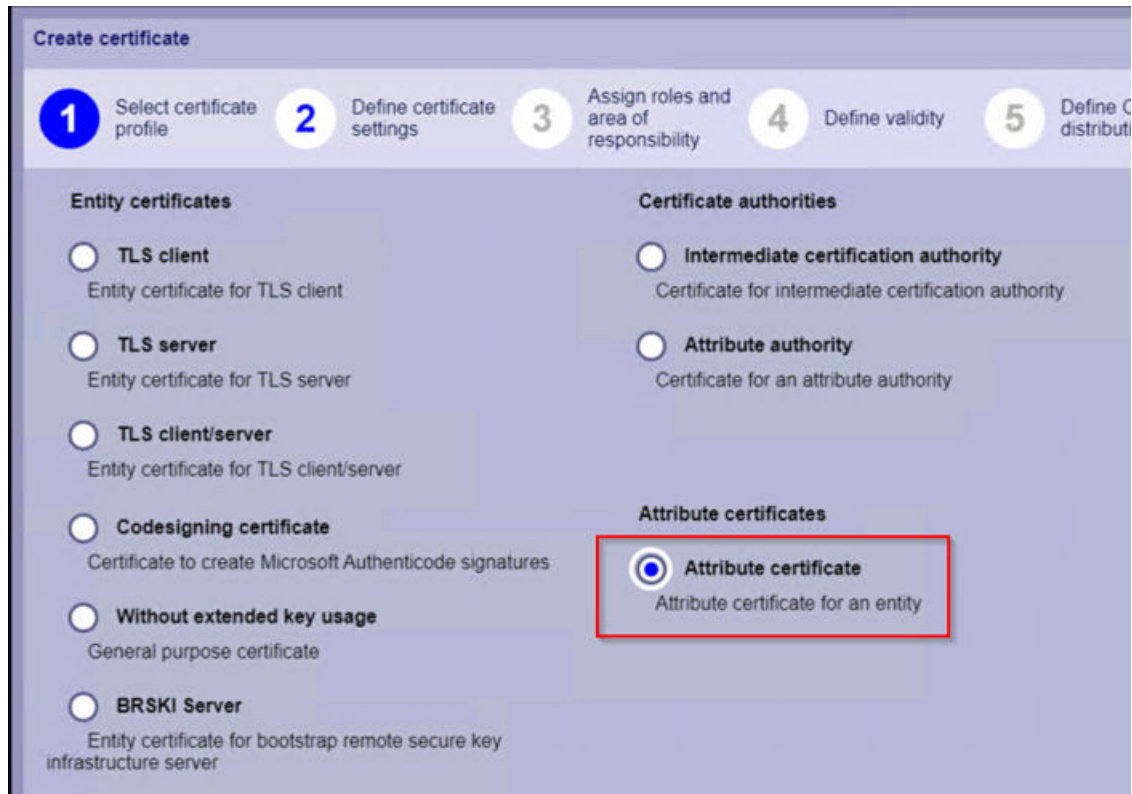 Create certificate
1 Select certificate
profile
2 Define certificate
settings
3 Assign roles and
area of
responsibility
4 Define validity
5 Define
Entity certificates
TLS client
Entity certificate for TLS client
TLS server
Entity certificate for TLS server
TLS client/server
Entity certificate for TLS client/server
Codesigning certificate
Certificate to create Microsoft Authenticode signatures
Without extended key usage
General purpose certificate
BRSKI Server
Entity certificate for bootstrap remote secure key
infrastructure server
Certificate authorities
Intermediate certification authority
Certificate for intermediate certification authority
Attribute authority
Certificate for an attribute authority
Attribute certificates
Attribute certificate
Attribute certificate for an entity